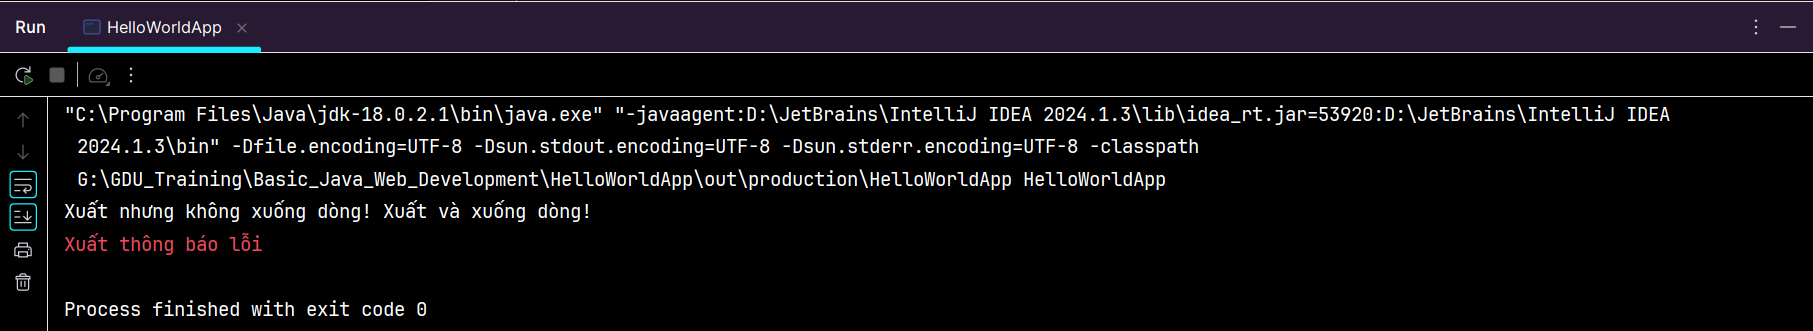 Run HelloWorldApp
"C:\Program Files\Java\jdk-18.0.2.1\bin\java.exe" "-javaagent:D:\JetBrains\IntelliJ IDEA 2024.1.3\lib\idea_rt.jar=53920:D:\JetBrains\IntelliJ IDEA
2024.1.3\bin" -Dfile.encoding=UTF-8 -Dsun.stdout.encoding=UTF-8 -Dsun.stderr.encoding=UTF-8 -classpath
G:\GDU_Training\Basic_Java_Web_Development\HelloWorldApp\out\production\HelloWorldApp HelloWorldApp
Xuất nhưng không xuống dòng! Xuất và xuống dòng!
Xuất thông báo lỗi
Process finished with exit code 0